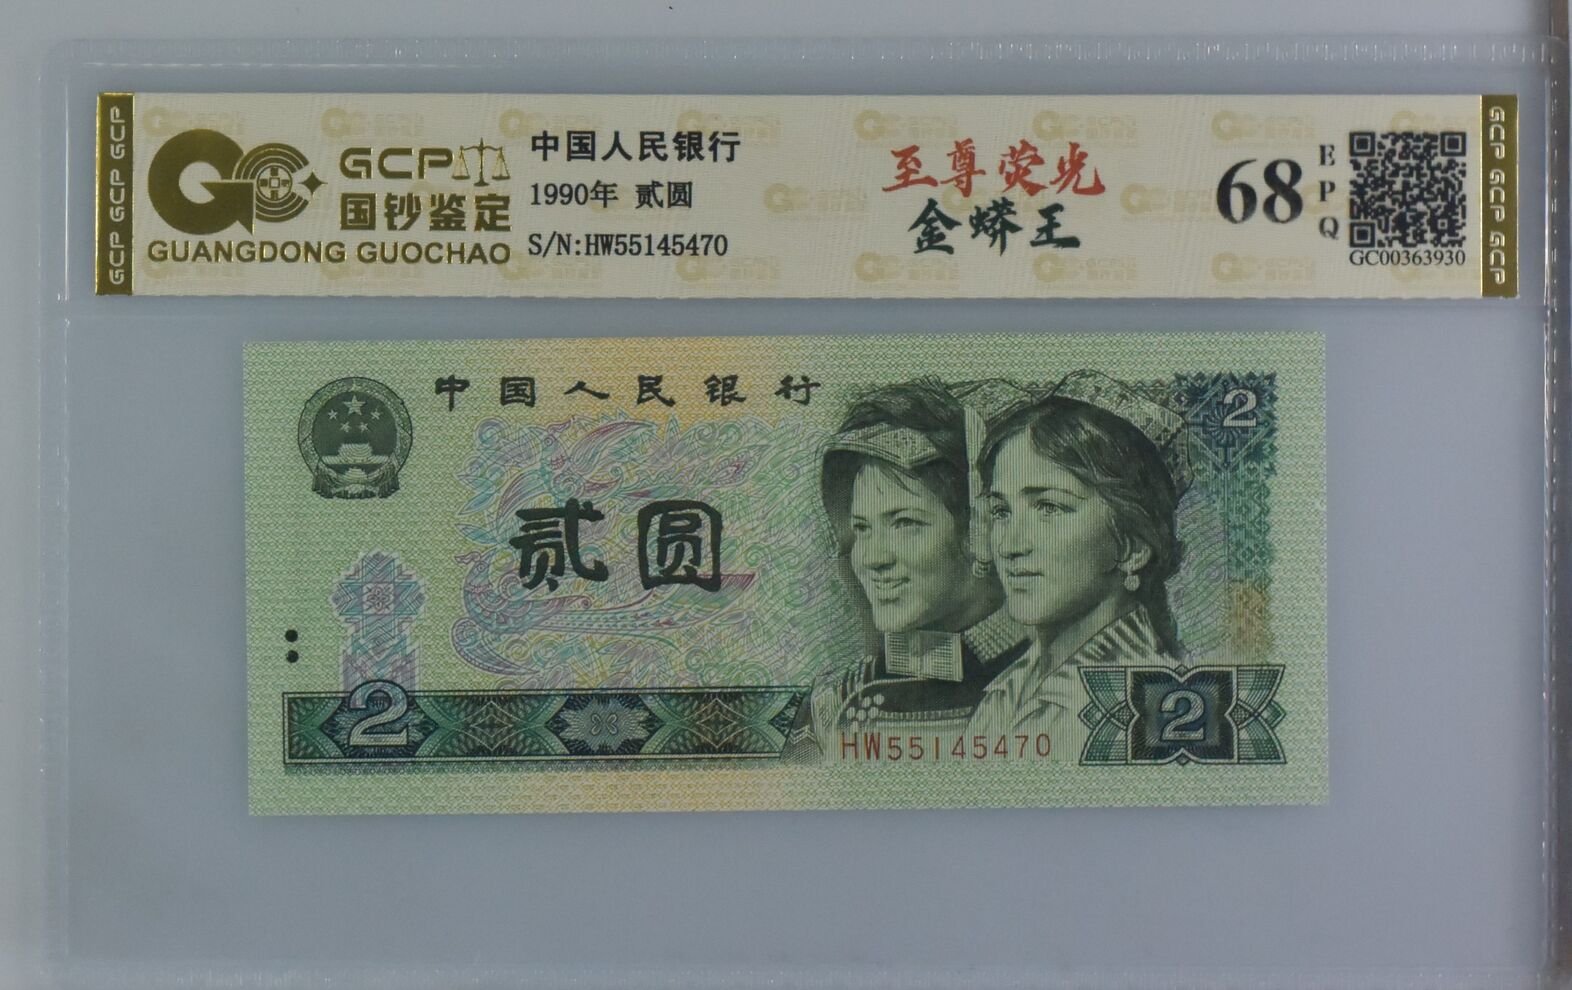 GCP GCP GCP
GCP
国钞鉴定
GUANGDONG GUOCHAO
中国人民银行
1990年 贰圆
S/N:HW55145470
至尊荧光
金蟒王
68
EPQ
GC00363930
GCP GCP GCP
中国人民银行
2
贰圆
2
2
HW55145470